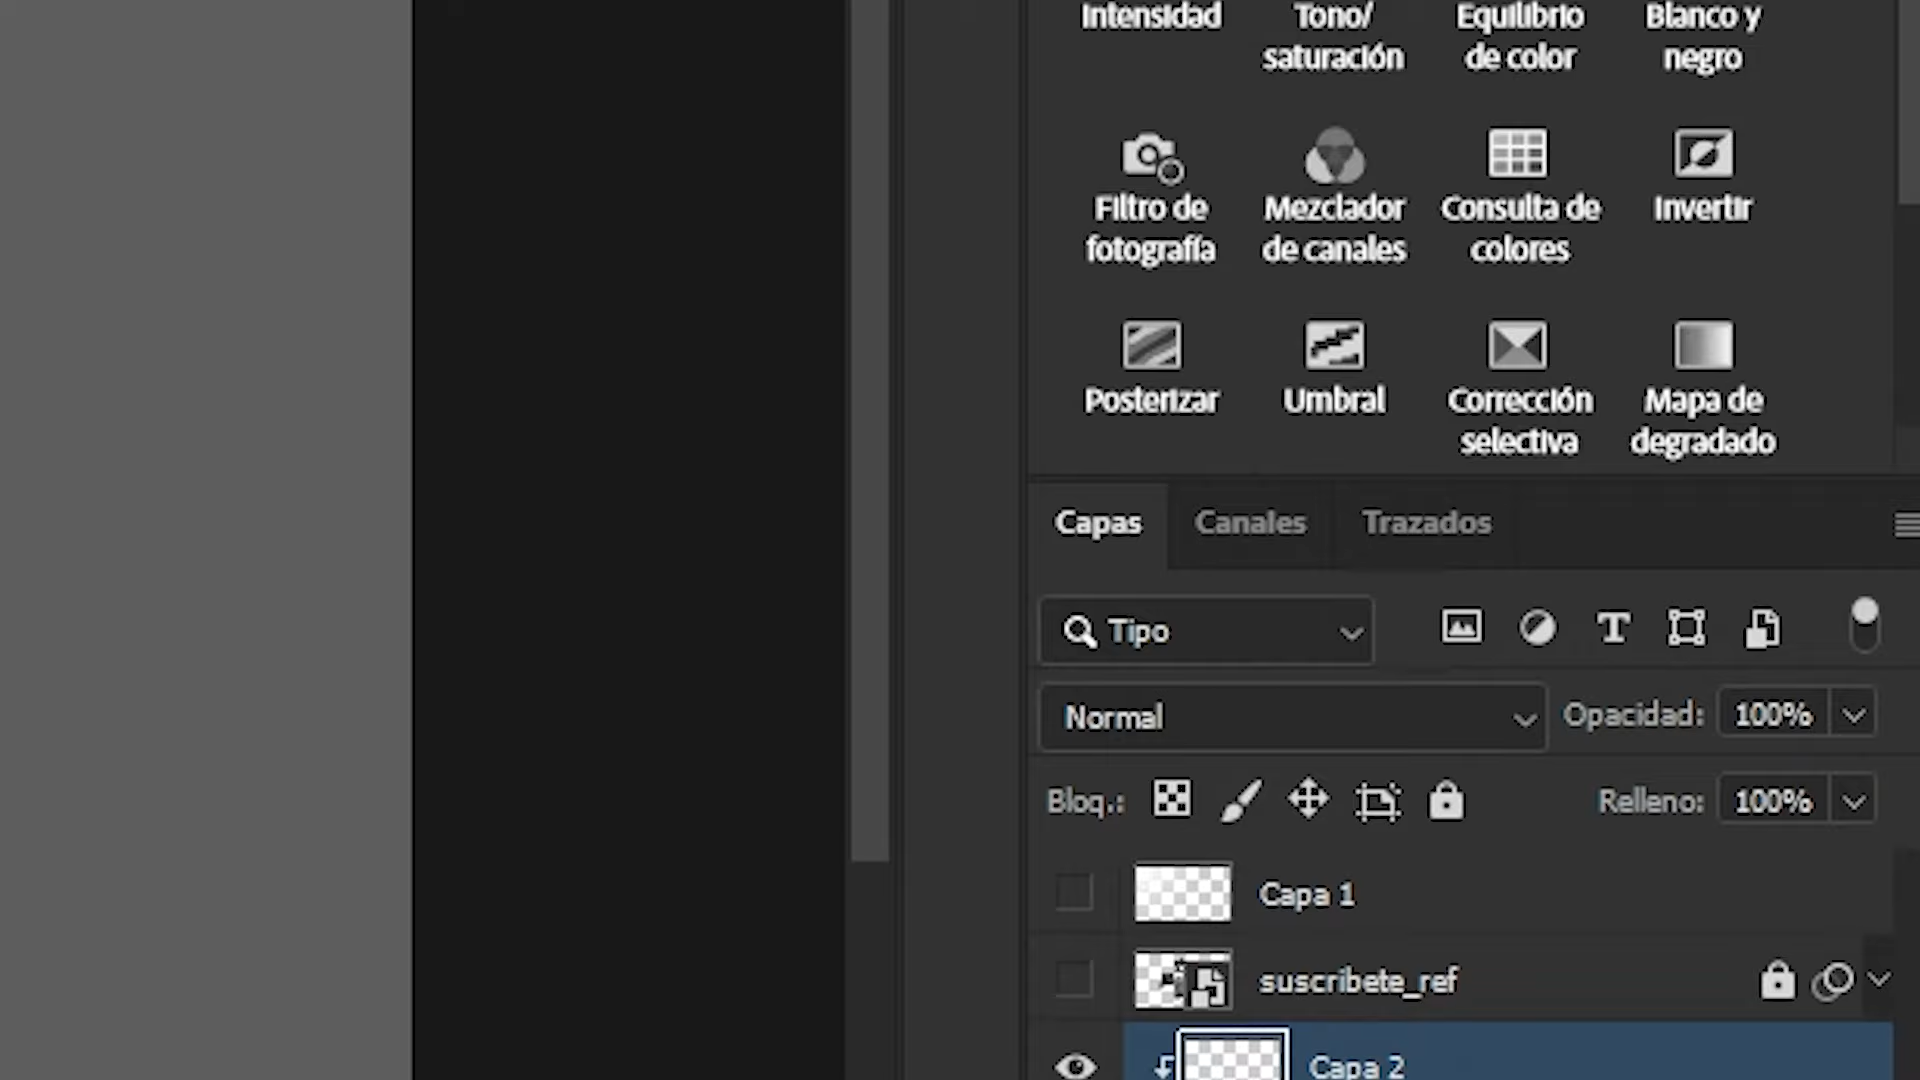 Intensidad
Tono/
saturación
Equilibrio
de color
Blanco y
negro
Filtro de
fotografía
Mezclador
de canales
Consulta de
colores
Invertir
Posterizar
Umbral
Corrección
selectiva
Mapa de
degradado
Capas Canales Trazados
Tipo
Normal Opacidad: 100%
Bloq.: Relleno: 100%
Capa 1
suscribete_ref
Capa 2